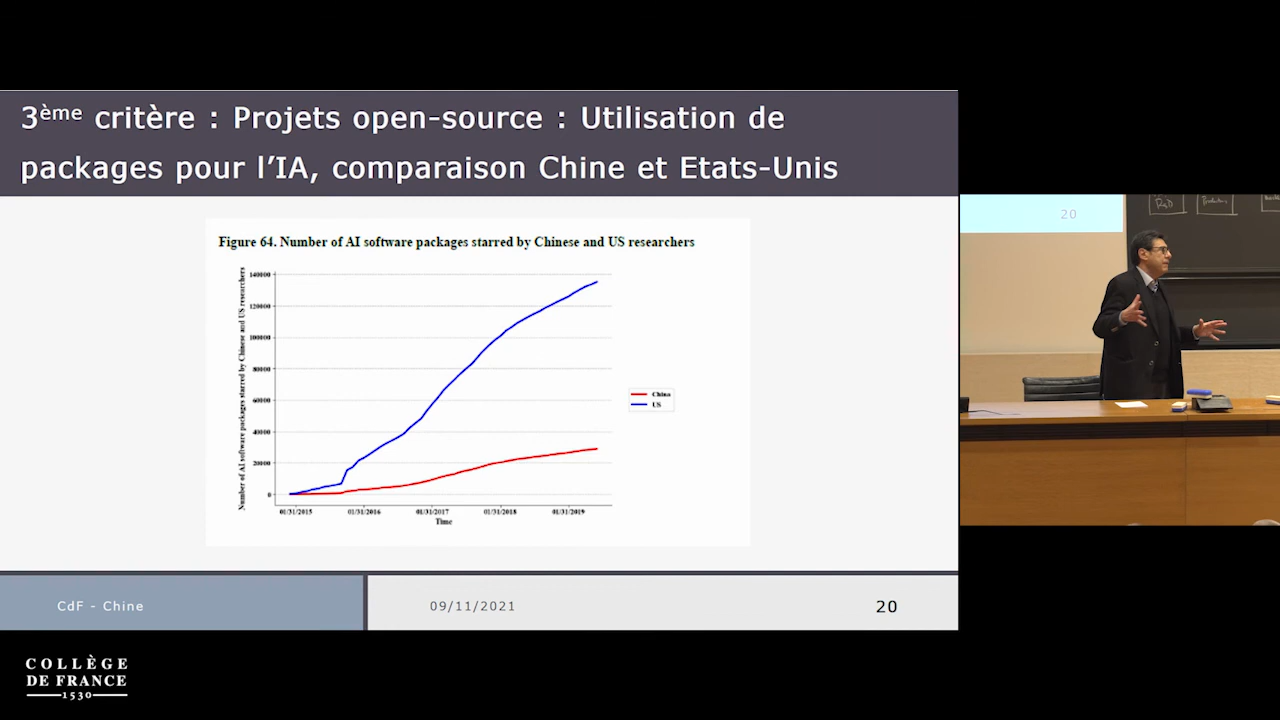 3ème critère : Projets open-source : Utilisation de
packages pour l’IA, comparaison Chine et Etats-Unis
Figure 64. Number of AI software packages starred by Chinese and US researchers
Number of AI software packages starred by Chinese and US researchers
140000
120000
100000
80000
60000
40000
20000
0
01/31/2015
01/31/2016
01/31/2017
01/31/2018
01/31/2019
Time
China
US
CdF - Chine
09/11/2021
20
20
R&D
COLLÈGE
DE FRANCE
1530